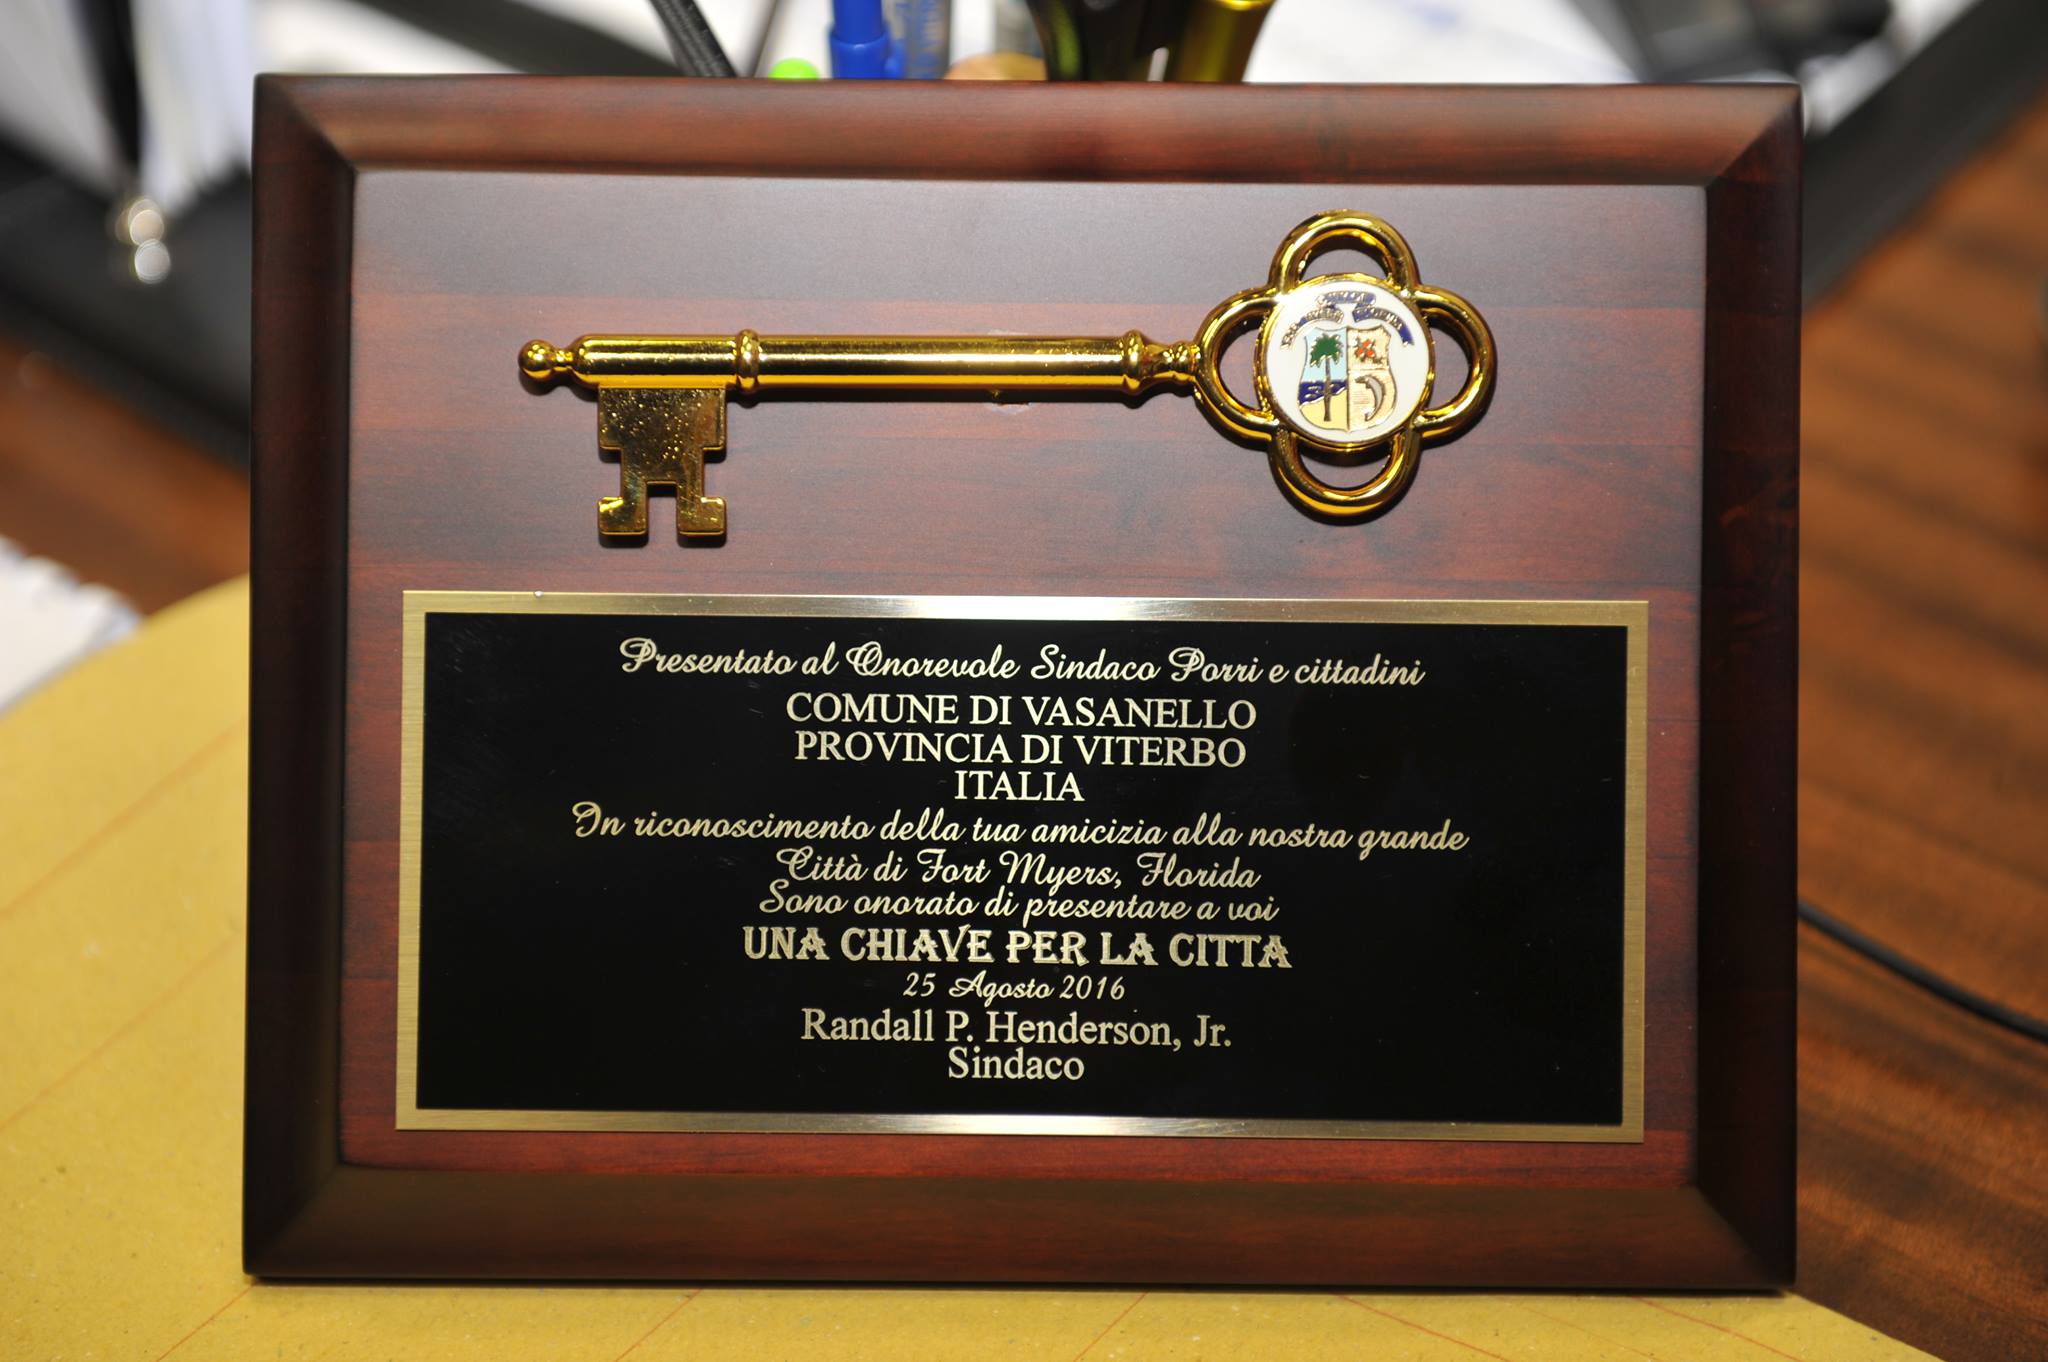 Presentato al Onorevole Sindaco Porri e cittadini
COMUNE DI VASANELLO
PROVINCIA DI VITERBO
ITALIA
In riconoscimento della tua amicizia alla nostra grande
Città di Fort Myers, Florida
Sono onorato di presentare a voi
UNA CHIAVE PER LA CITTA
25 Agosto 2016
Randall P. Henderson, Jr.
Sindaco